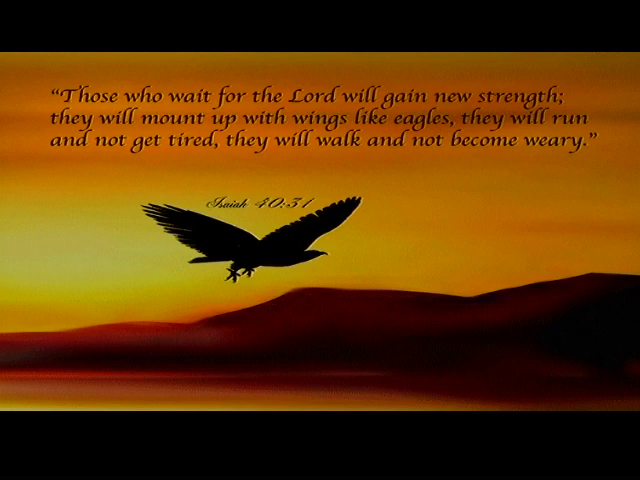 “Those who wait for the Lord will gain new strength;
they will mount up with wings like eagles, they will run
and not get tired, they will walk and not become weary.”
Isaiah 40:31